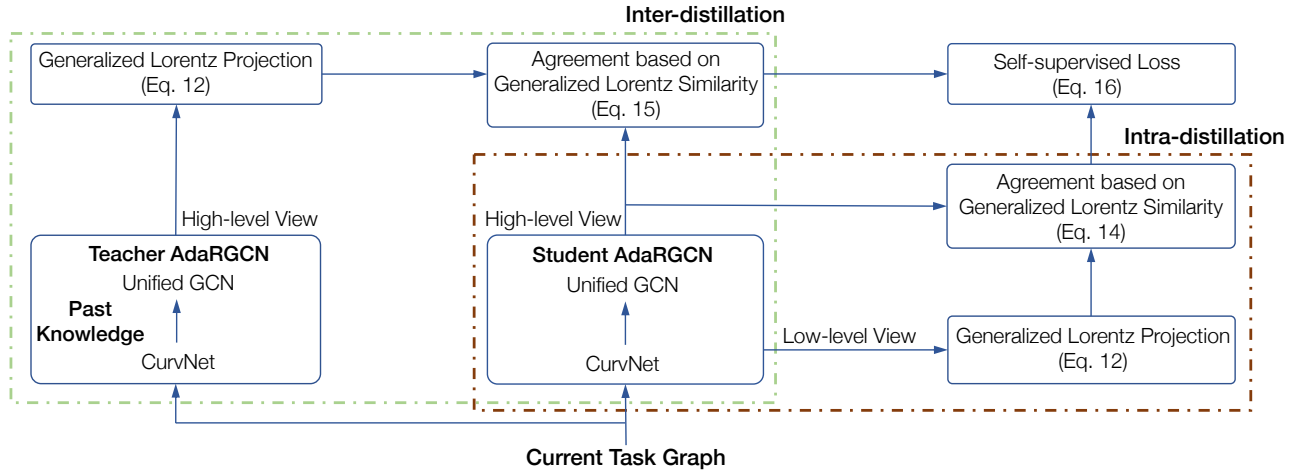 Inter-distillation
Generalized Lorentz Projection
(Eq. 12)
Agreement based on
Generalized Lorentz Similarity
(Eq. 15)
Self-supervised Loss
(Eq. 16)
Intra-distillation
Agreement based on
Generalized Lorentz Similarity
(Eq. 14)
High-level View
High-level View
Teacher AdaRGCN
Unified GCN
Past
Knowledge
CurvNet
Student AdaRGCN
Unified GCN
CurvNet
Low-level View
Generalized Lorentz Projection
(Eq. 12)
Current Task Graph